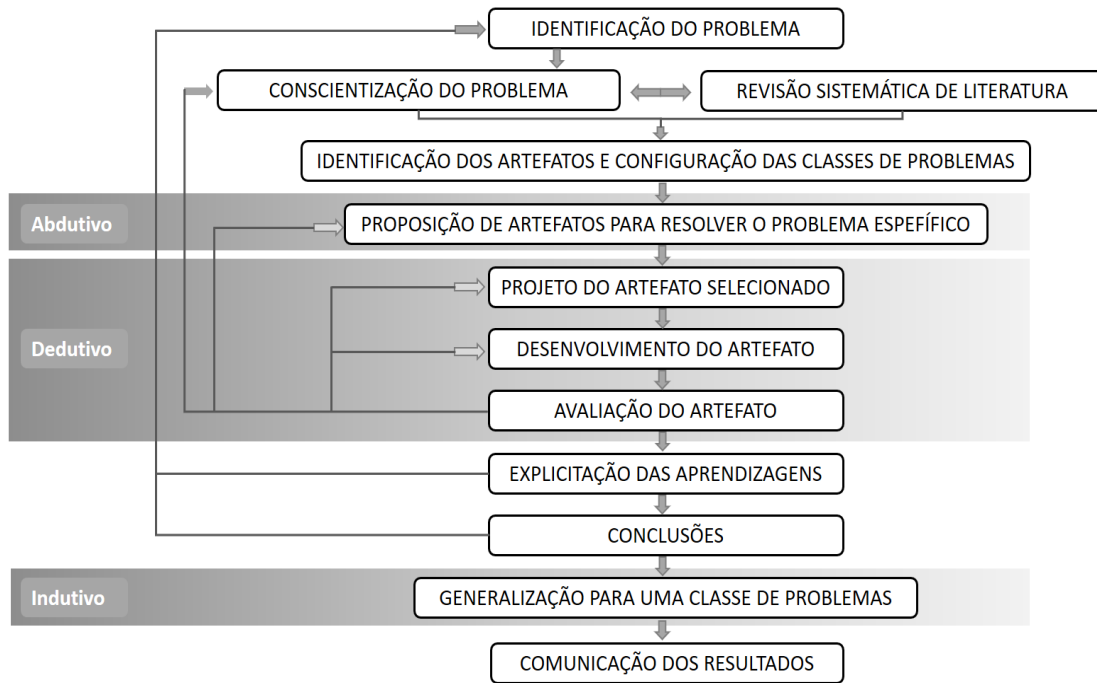 IDENTIFICAÇÃO DO PROBLEMA
CONSCIENTIZAÇÃO DO PROBLEMA
REVISÃO SISTEMÁTICA DE LITERATURA
IDENTIFICAÇÃO DOS ARTEFATOS E CONFIGURAÇÃO DAS CLASSES DE PROBLEMAS
Abdutivo
PROPOSIÇÃO DE ARTEFATOS PARA RESOLVER O PROBLEMA ESPEFÍFICO
PROJETO DO ARTEFATO SELECIONADO
Dedutivo
DESENVOLVIMENTO DO ARTEFATO
AVALIAÇÃO DO ARTEFATO
EXPLICITAÇÃO DAS APRENDIZAGENS
CONCLUSÕES
Indutivo
GENERALIZAÇÃO PARA UMA CLASSE DE PROBLEMAS
COMUNICAÇÃO DOS RESULTADOS